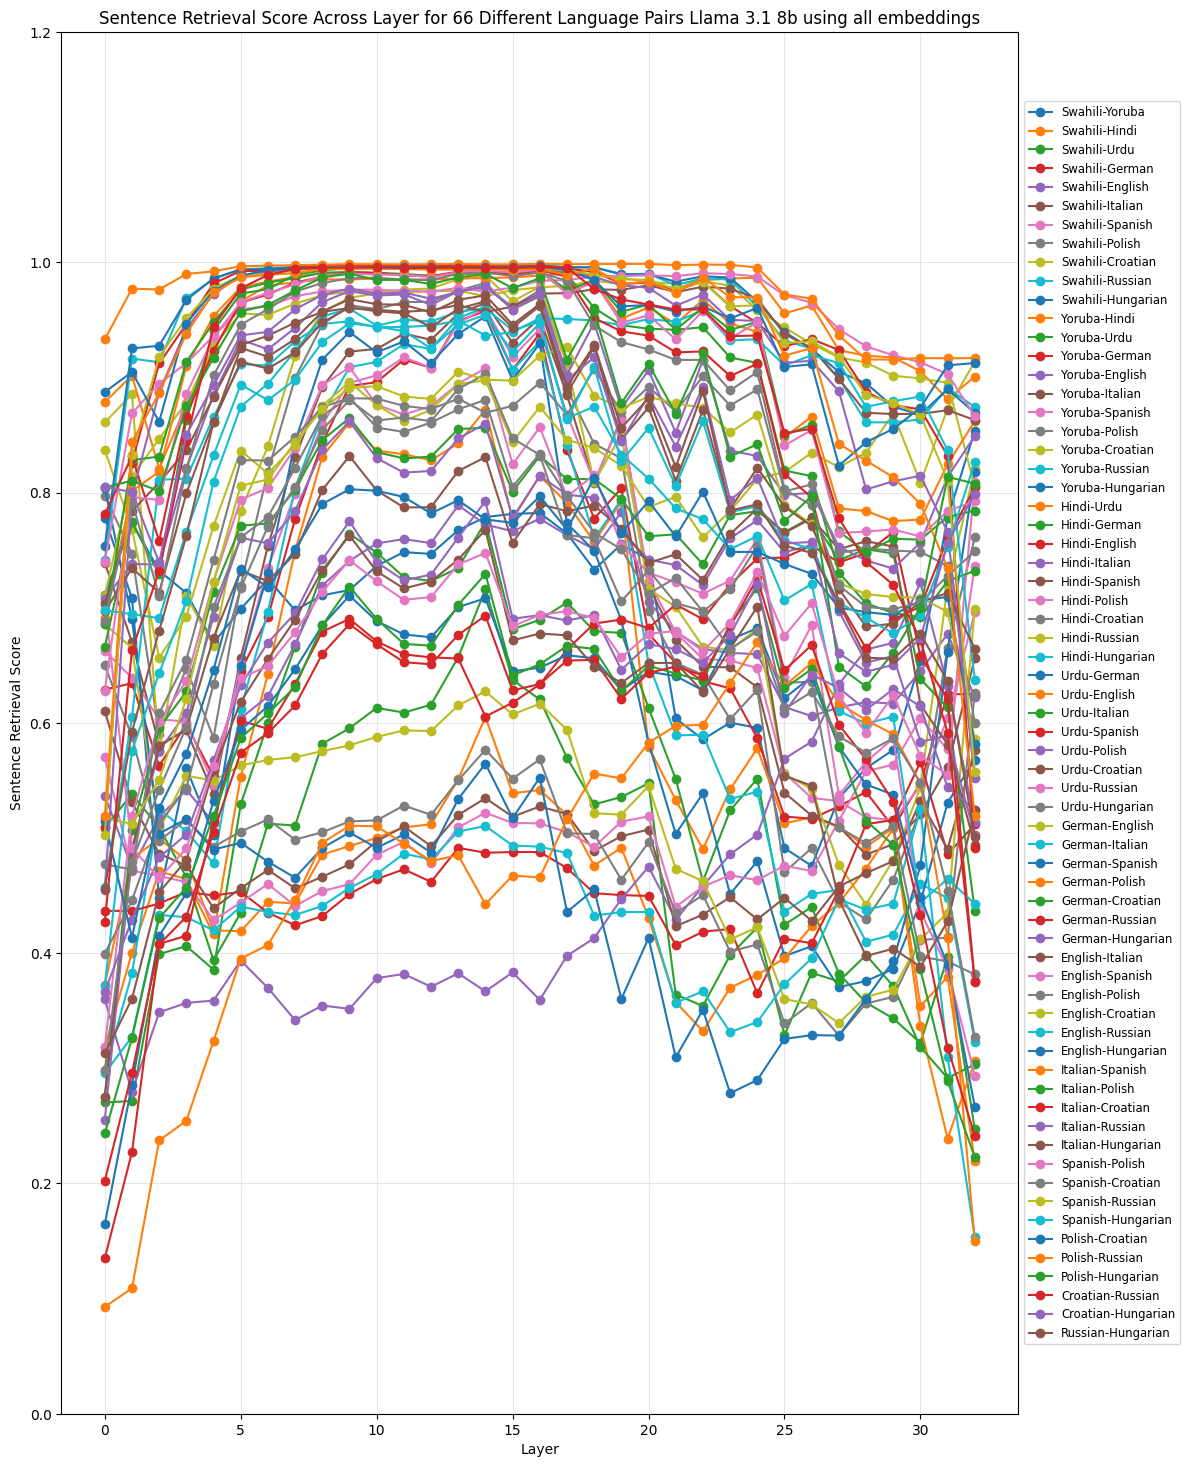 Sentence Retrieval Score Across Layer for 66 Different Language Pairs Llama 3.1 8b using all embeddings
1.2
1.0
0.8
0.6
0.4
0.2
0.0
Sentence Retrieval Score
0
5
10
15
20
25
30
Layer
Swahili-Yoruba
Swahili-Hindi
Swahili-Urdu
Swahili-German
Swahili-English
Swahili-Italian
Swahili-Spanish
Swahili-Polish
Swahili-Croatian
Swahili-Russian
Swahili-Hungarian
Yoruba-Hindi
Yoruba-Urdu
Yoruba-German
Yoruba-English
Yoruba-Italian
Yoruba-Spanish
Yoruba-Polish
Yoruba-Croatian
Yoruba-Russian
Yoruba-Hungarian
Hindi-Urdu
Hindi-German
Hindi-English
Hindi-Italian
Hindi-Spanish
Hindi-Polish
Hindi-Croatian
Hindi-Russian
Hindi-Hungarian
Urdu-German
Urdu-English
Urdu-Italian
Urdu-Spanish
Urdu-Polish
Urdu-Croatian
Urdu-Russian
Urdu-Hungarian
German-English
German-Italian
German-Spanish
German-Polish
German-Croatian
German-Russian
German-Hungarian
English-Italian
English-Spanish
English-Polish
English-Croatian
English-Russian
English-Hungarian
Italian-Spanish
Italian-Polish
Italian-Croatian
Italian-Russian
Italian-Hungarian
Spanish-Polish
Spanish-Croatian
Spanish-Russian
Spanish-Hungarian
Polish-Croatian
Polish-Russian
Polish-Hungarian
Croatian-Russian
Croatian-Hungarian
Russian-Hungarian